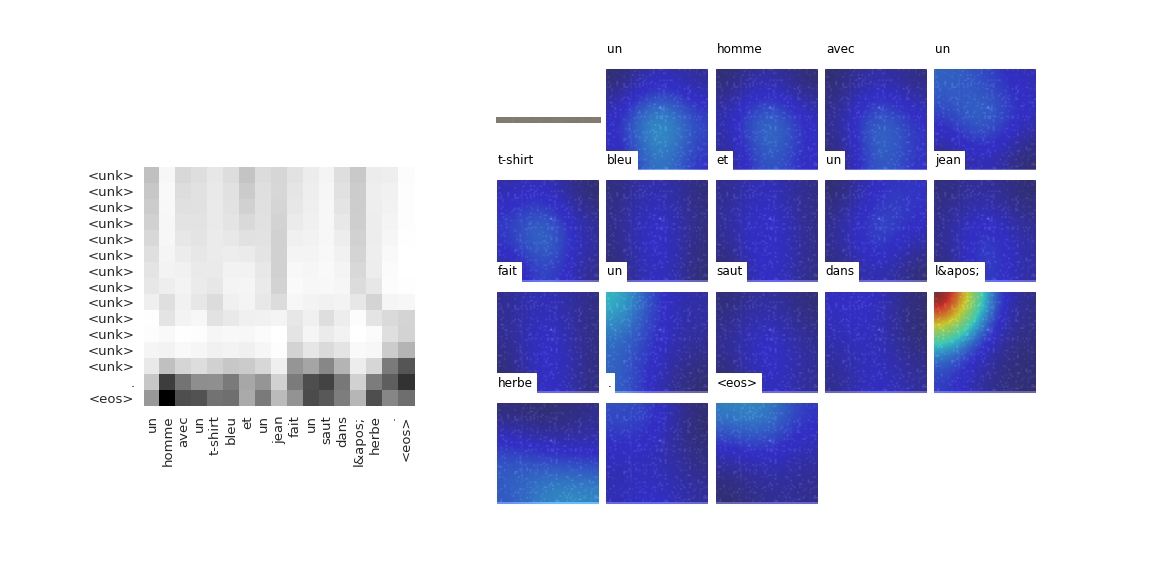 un homme avec un
t-shirt bleu et un jean
fait un saut dans l&apos;
herbe . <eos>
<unk>
<unk>
<unk>
<unk>
<unk>
<unk>
<unk>
<unk>
<unk>
<unk>
<unk>
<unk>
<unk>
.
<eos>
un homme avec un t-shirt bleu et un jean fait un saut dans l&apos; herbe . <eos>